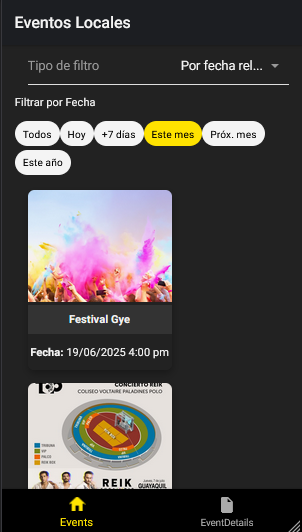 Eventos Locales
Tipo de filtro Por fecha rel...
Filtrar por Fecha
Todos Hoy +7 días Este mes Próx. mes
Este año
Festival Gye
Fecha: 19/06/2025 4:00 pm
CONCIERTO REIK
COLISEO VOLTAIRE PALADINES POLO
TRIBUNA
VIP
PALCO
REIK BOX
REIK
GUAYAQUIL
Events EventDetails